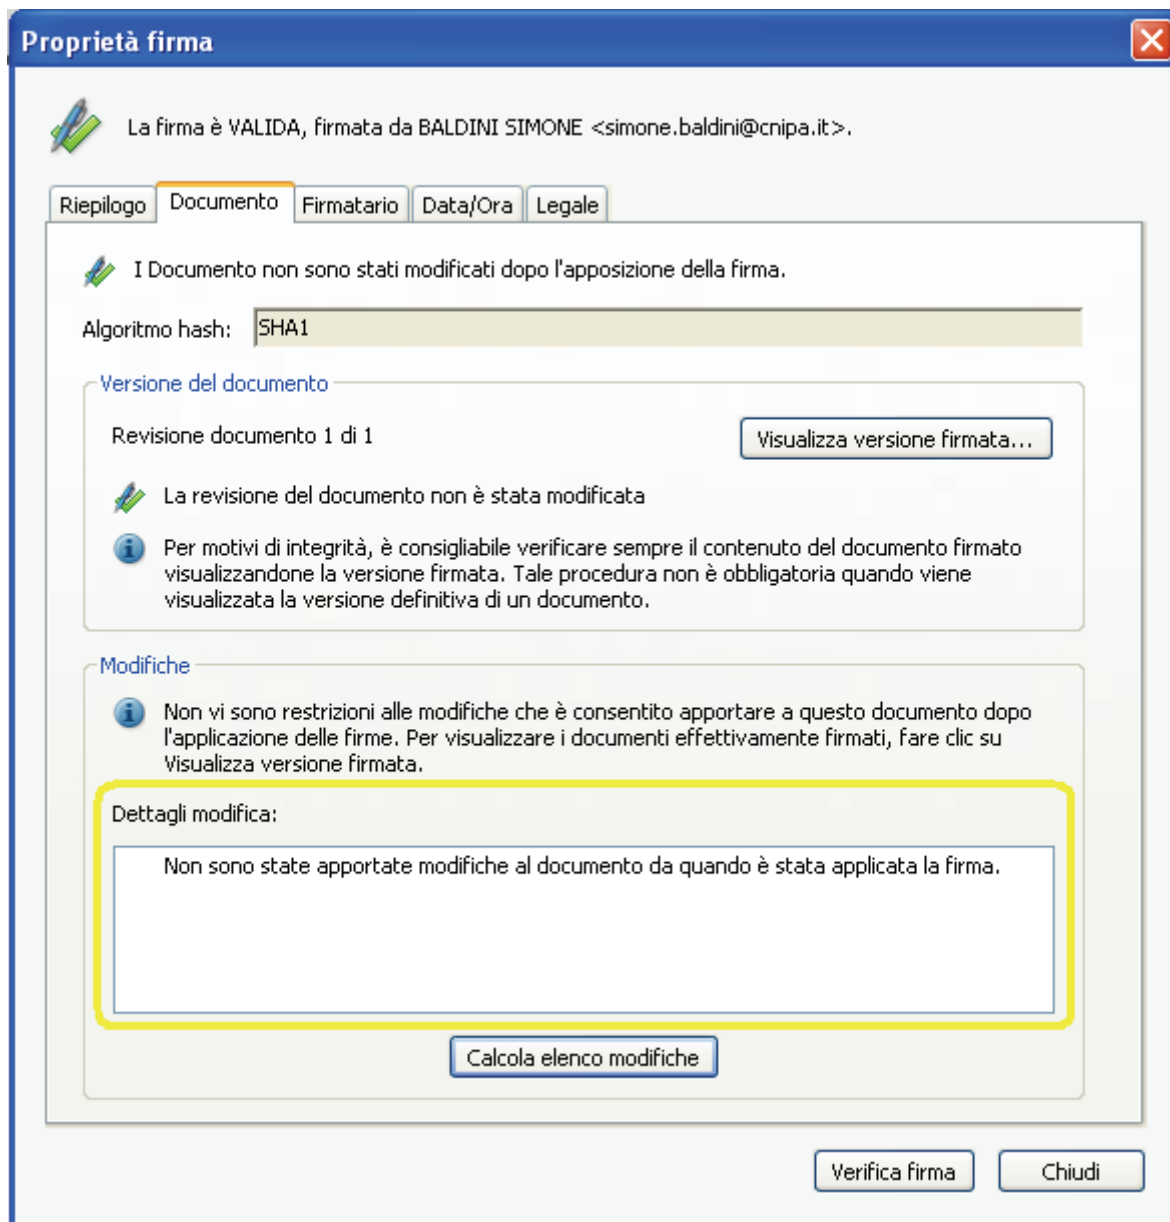 Proprietà firma
La firma è VALIDA, firmata da BALDINI SIMONE <simone.baldini@cnipa.it>.
Riepilogo Documento Firmatario Data/Ora Legale
I Documento non sono stati modificati dopo l'apposizione della firma.
Algoritmo hash: SHA1
Versione del documento
Revisione documento 1 di 1 Visualizza versione firmata...
La revisione del documento non è stata modificata
Per motivi di integrità, è consigliabile verificare sempre il contenuto del documento firmato
visualizzandone la versione firmata. Tale procedura non è obbligatoria quando viene
visualizzata la versione definitiva di un documento.
Modifiche
Non vi sono restrizioni alle modifiche che è consentito apportare a questo documento dopo
l'applicazione delle firme. Per visualizzare i documenti effettivamente firmati, fare clic su
Visualizza versione firmata.
Dettagli modifica:
Non sono state apportate modifiche al documento da quando è stata applicata la firma.
Calcola elenco modifiche
Verifica firma Chiudi